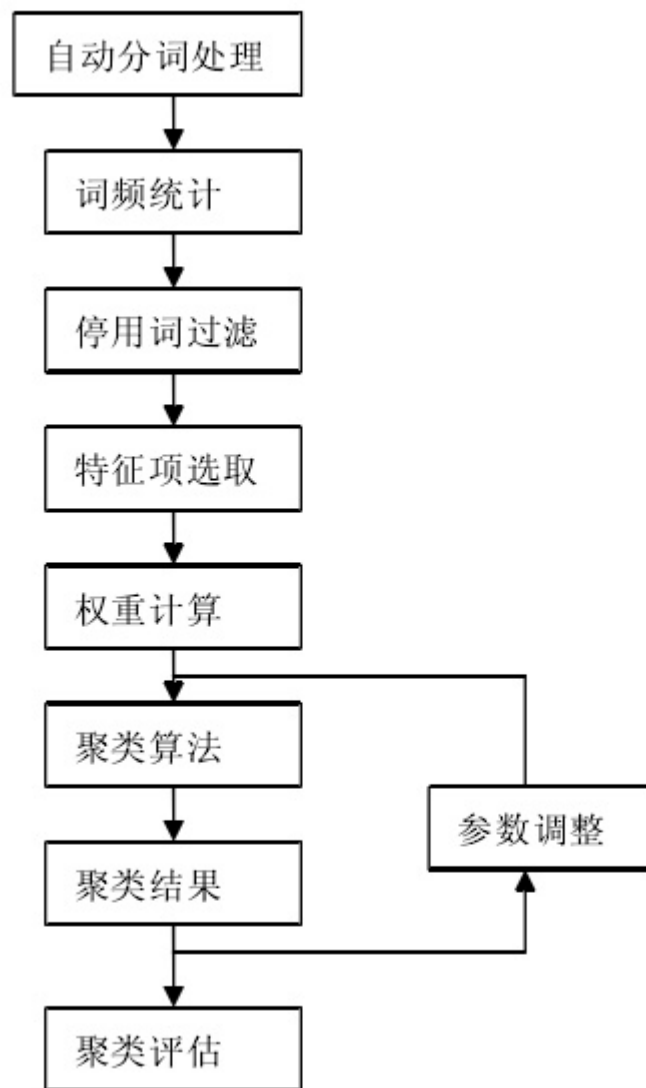 自动分词处理
词频统计
停用词过滤
特征项选取
权重计算
聚类算法
参数调整
聚类结果
聚类评估